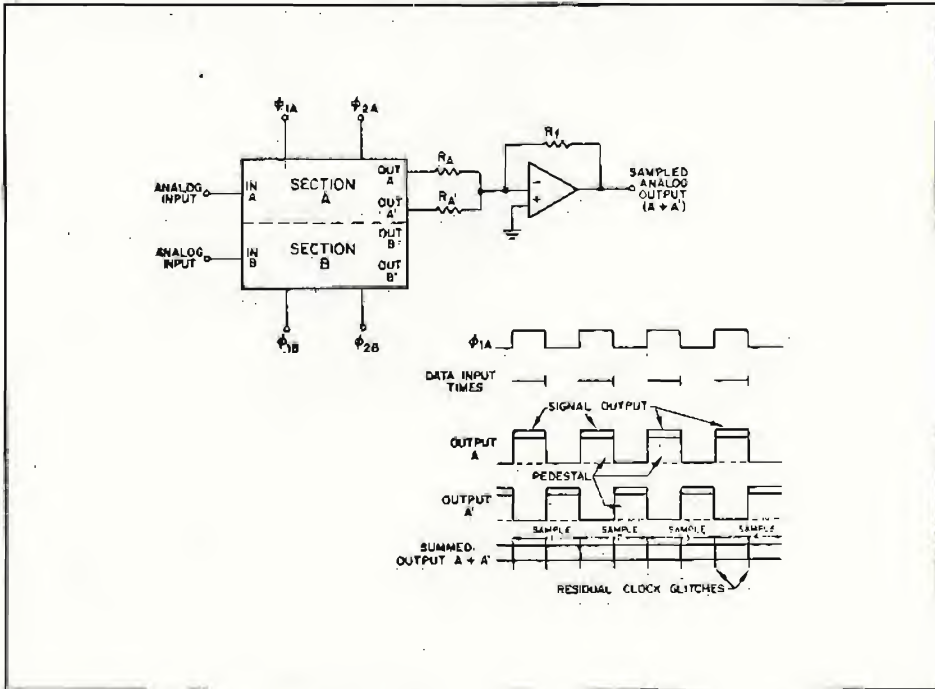 ϕ1A
ϕ2A
ANALOG
INPUT
IN
A
SECTION
A
OUT
A
OUT
A'
RA
RA'
Rf
SAMPLED
ANALOG
OUTPUT
(A + A')
ANALOG
INPUT
IN
B
SECTION
B
OUT
B
OUT
B'
ϕ1B
ϕ2B
ϕ1A
DATA INPUT
TIMES
SIGNAL OUTPUT
OUTPUT
A
PEDESTAL
OUTPUT
A'
SAMPLE
SAMPLE
SAMPLE
SAMPLE
SUMMED
OUTPUT A + A'
RESIDUAL CLOCK GLITCHES